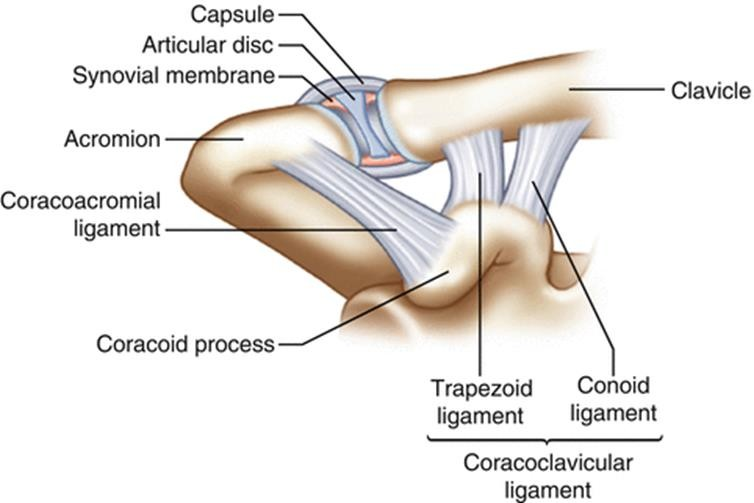 Capsule
Articular disc
Synovial membrane
Clavicle
Acromion
Coracoacromial
ligament
Coracoid process
Trapezoid
ligament
Conoid
ligament
Coracoclavicular
ligament